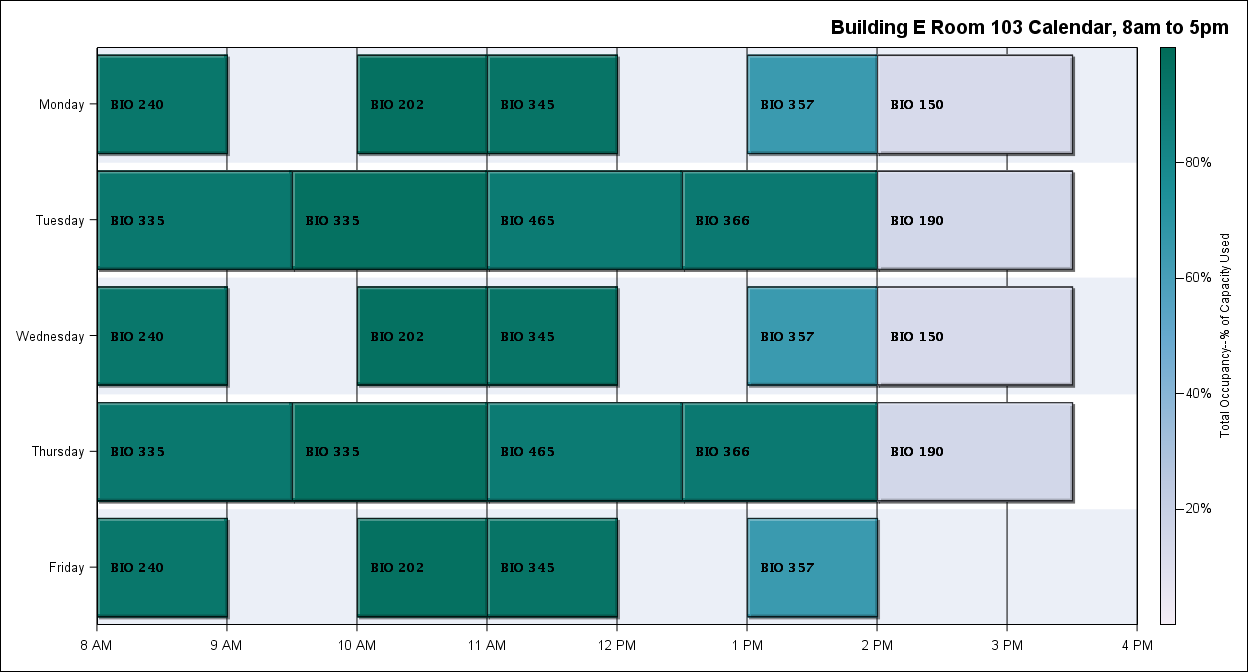 Building E Room 103 Calendar, 8am to 5pm
Monday
BIO 240
BIO 202
BIO 345
BIO 357
BIO 150
Tuesday
BIO 335
BIO 335
BIO 465
BIO 366
BIO 190
Wednesday
BIO 240
BIO 202
BIO 345
BIO 357
BIO 150
Thursday
BIO 335
BIO 335
BIO 465
BIO 366
BIO 190
Friday
BIO 240
BIO 202
BIO 345
BIO 357
8 AM
9 AM
10 AM
11 AM
12 PM
1 PM
2 PM
3 PM
4 PM
80%
60%
40%
20%
Total Occupancy--% of Capacity Used